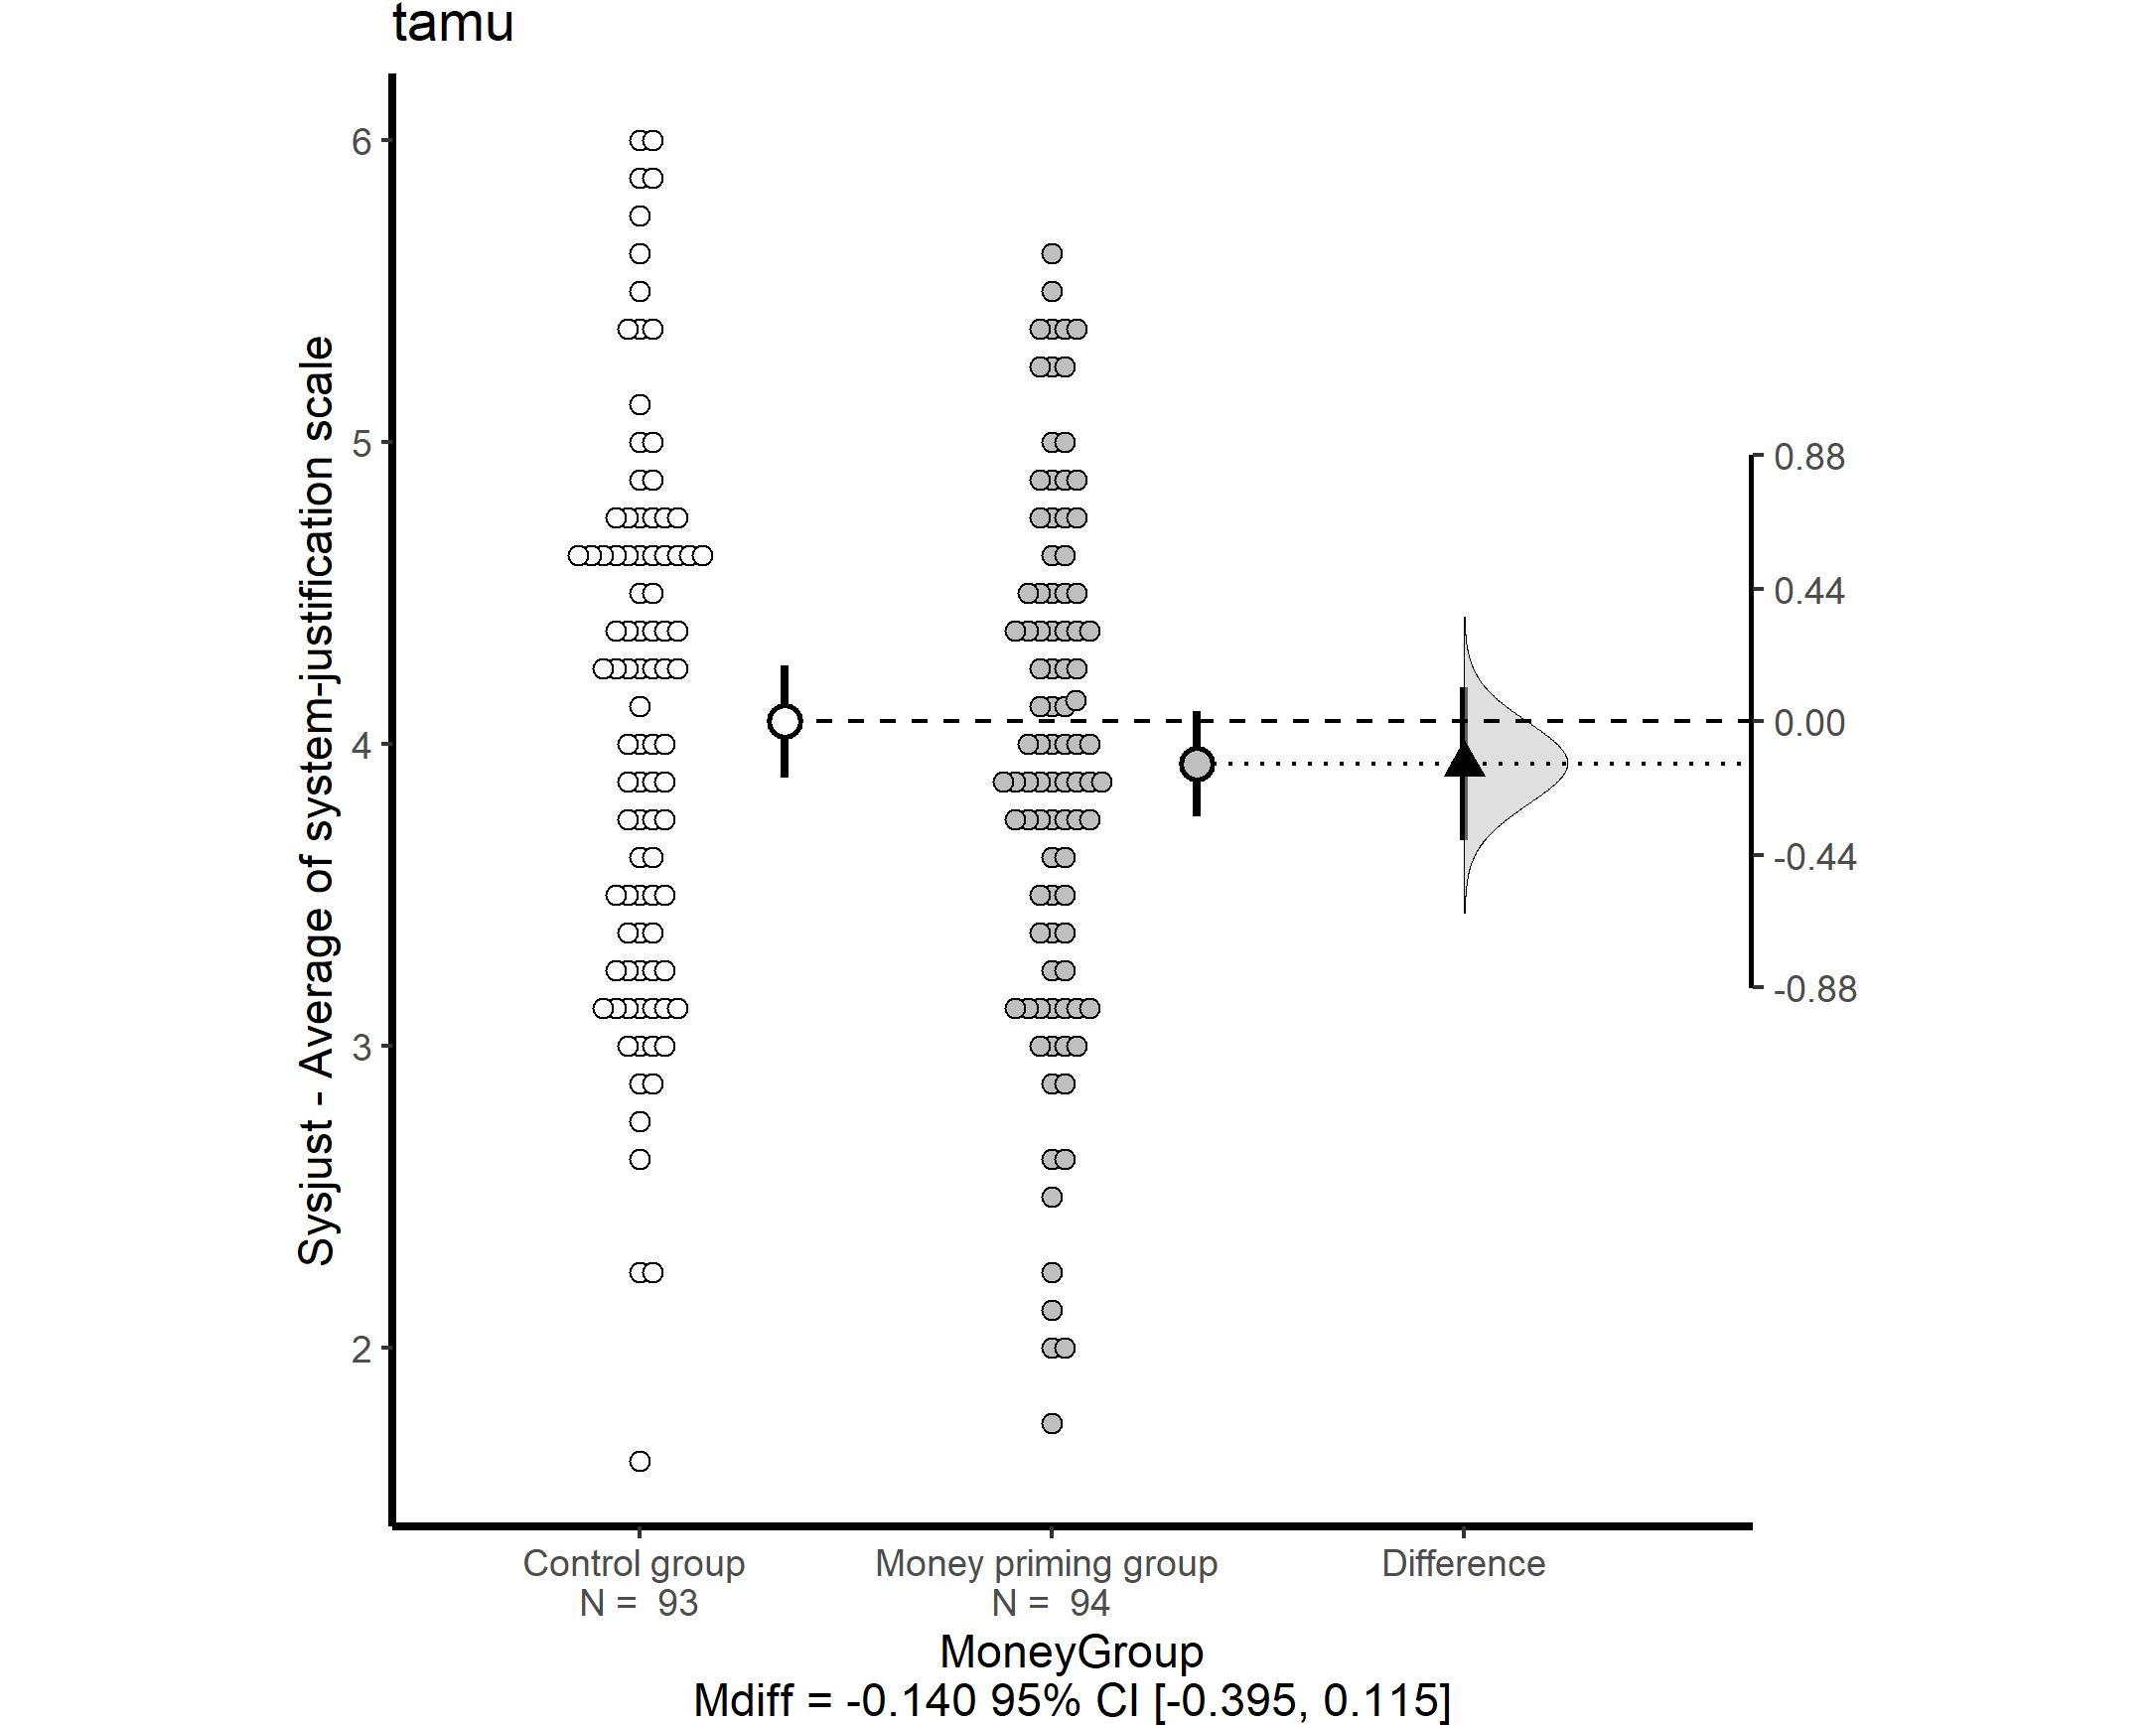 tamu
Sysjust - Average of system-justification scale
6
5
4
3
2
0.88
0.44
0.00
-0.44
-0.88
Control group
N =  93
Money priming group
N =  94
Difference
MoneyGroup
Mdiff = -0.140 95% CI [-0.395, 0.115]